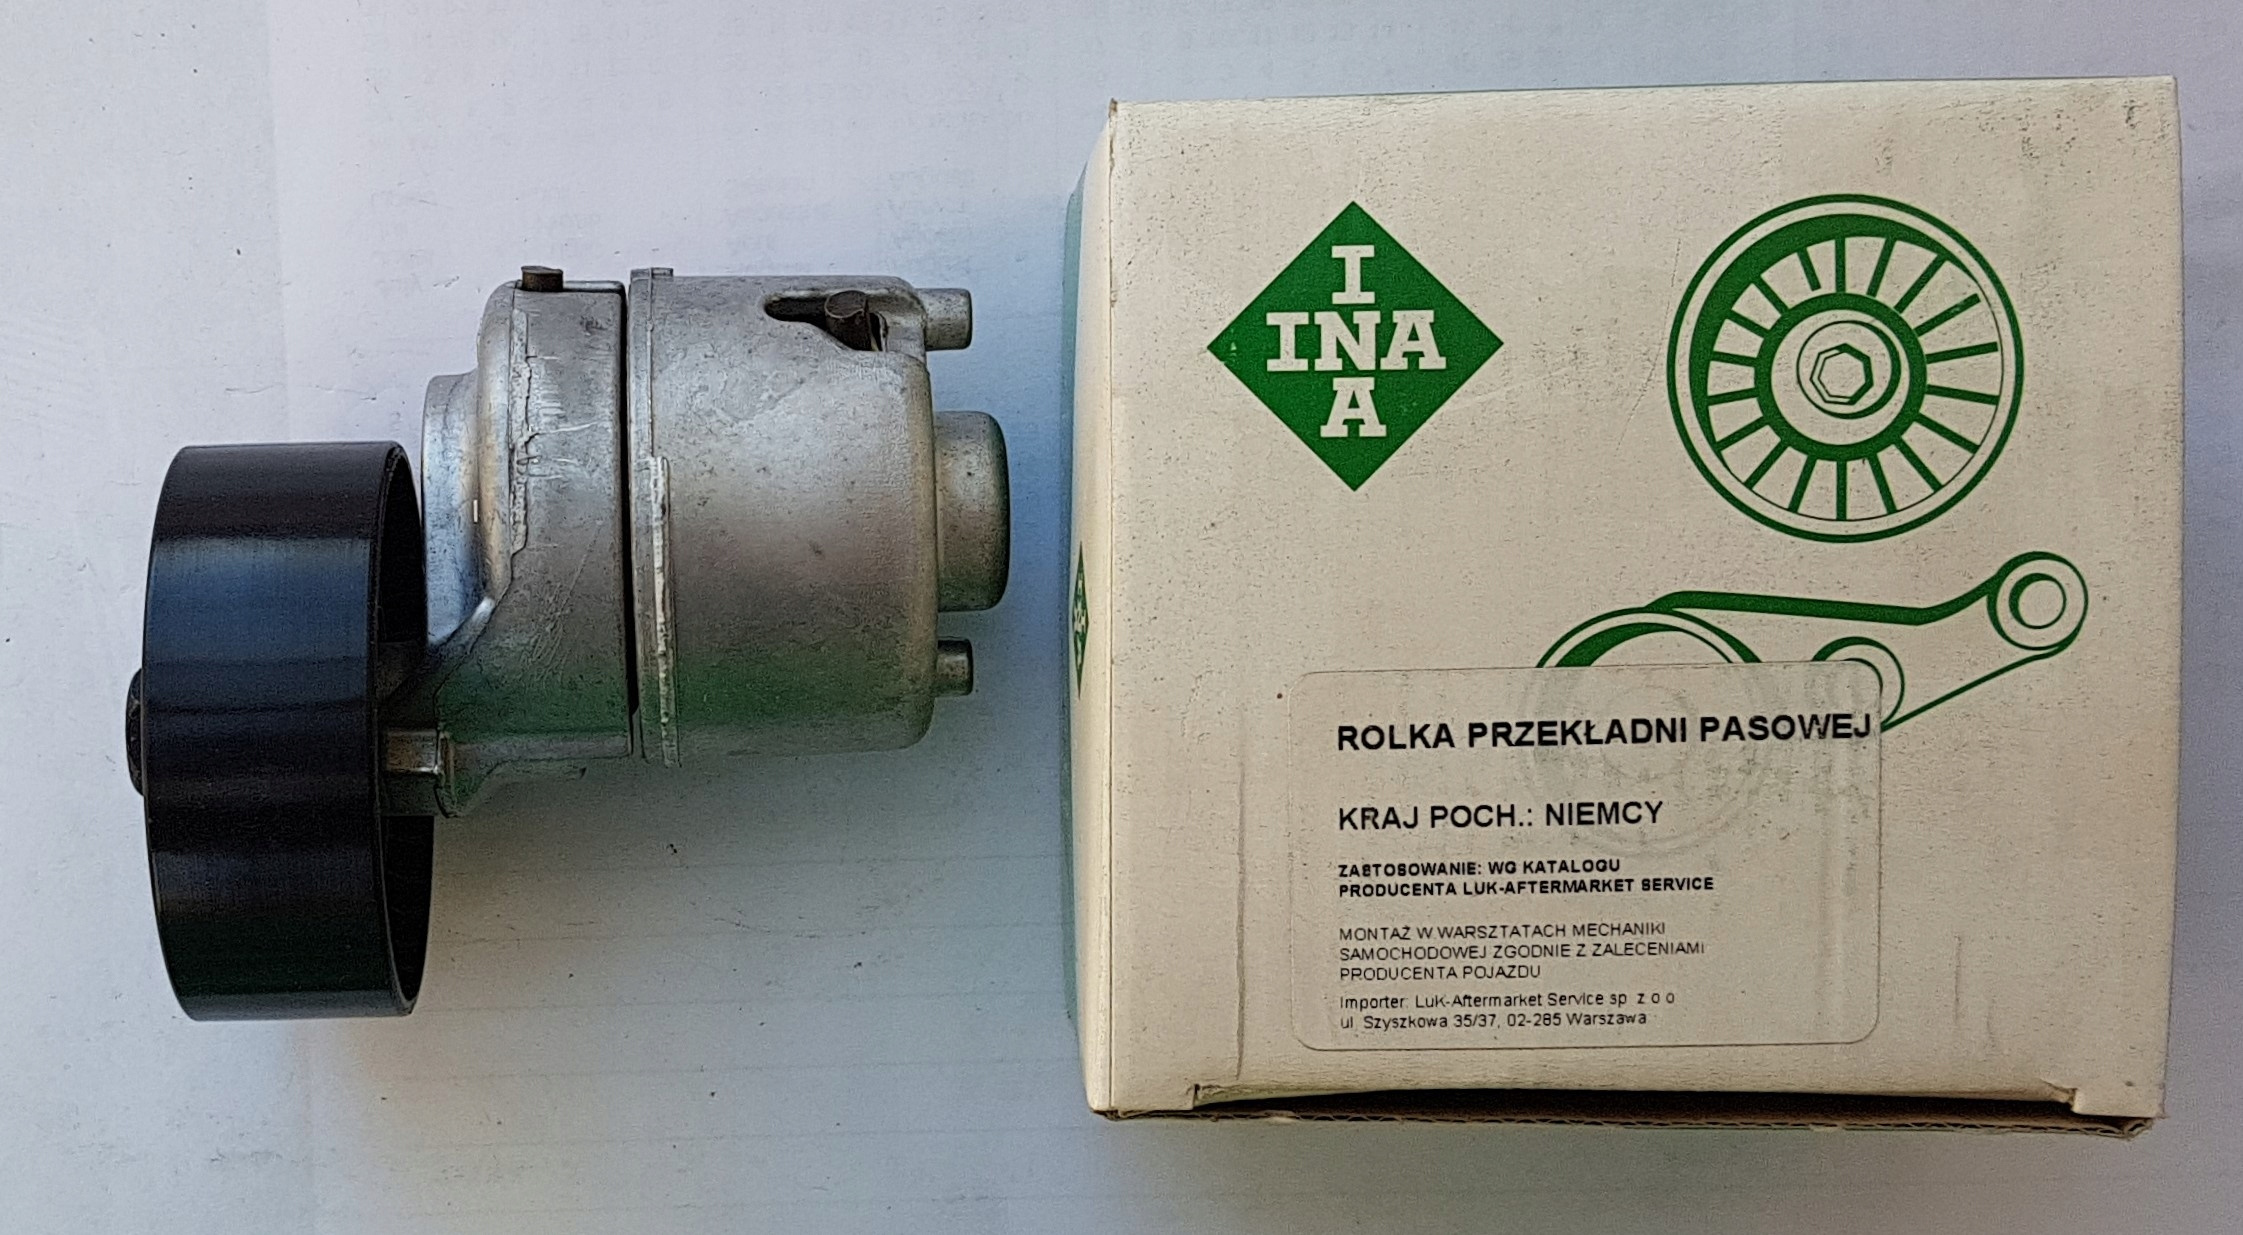 I
INA
A
ROLKA PRZEKŁADNI PASOWEJ
KRAJ POCH.: NIEMCY
ZASTOSOWANIE: WG KATALOGU
PRODUCENTA LUK-AFTERMARKET SERVICE
MONTAŻ W WARSZTATACH MECHANIKI
SAMOCHODOWEJ ZGODNIE Z ZALECENIAMI
PRODUCENTA POJAZDU
Importer: LuK-Aftermarket Service sp. z o o
ul. Szyszkowa 35/37, 02-285 Warszawa